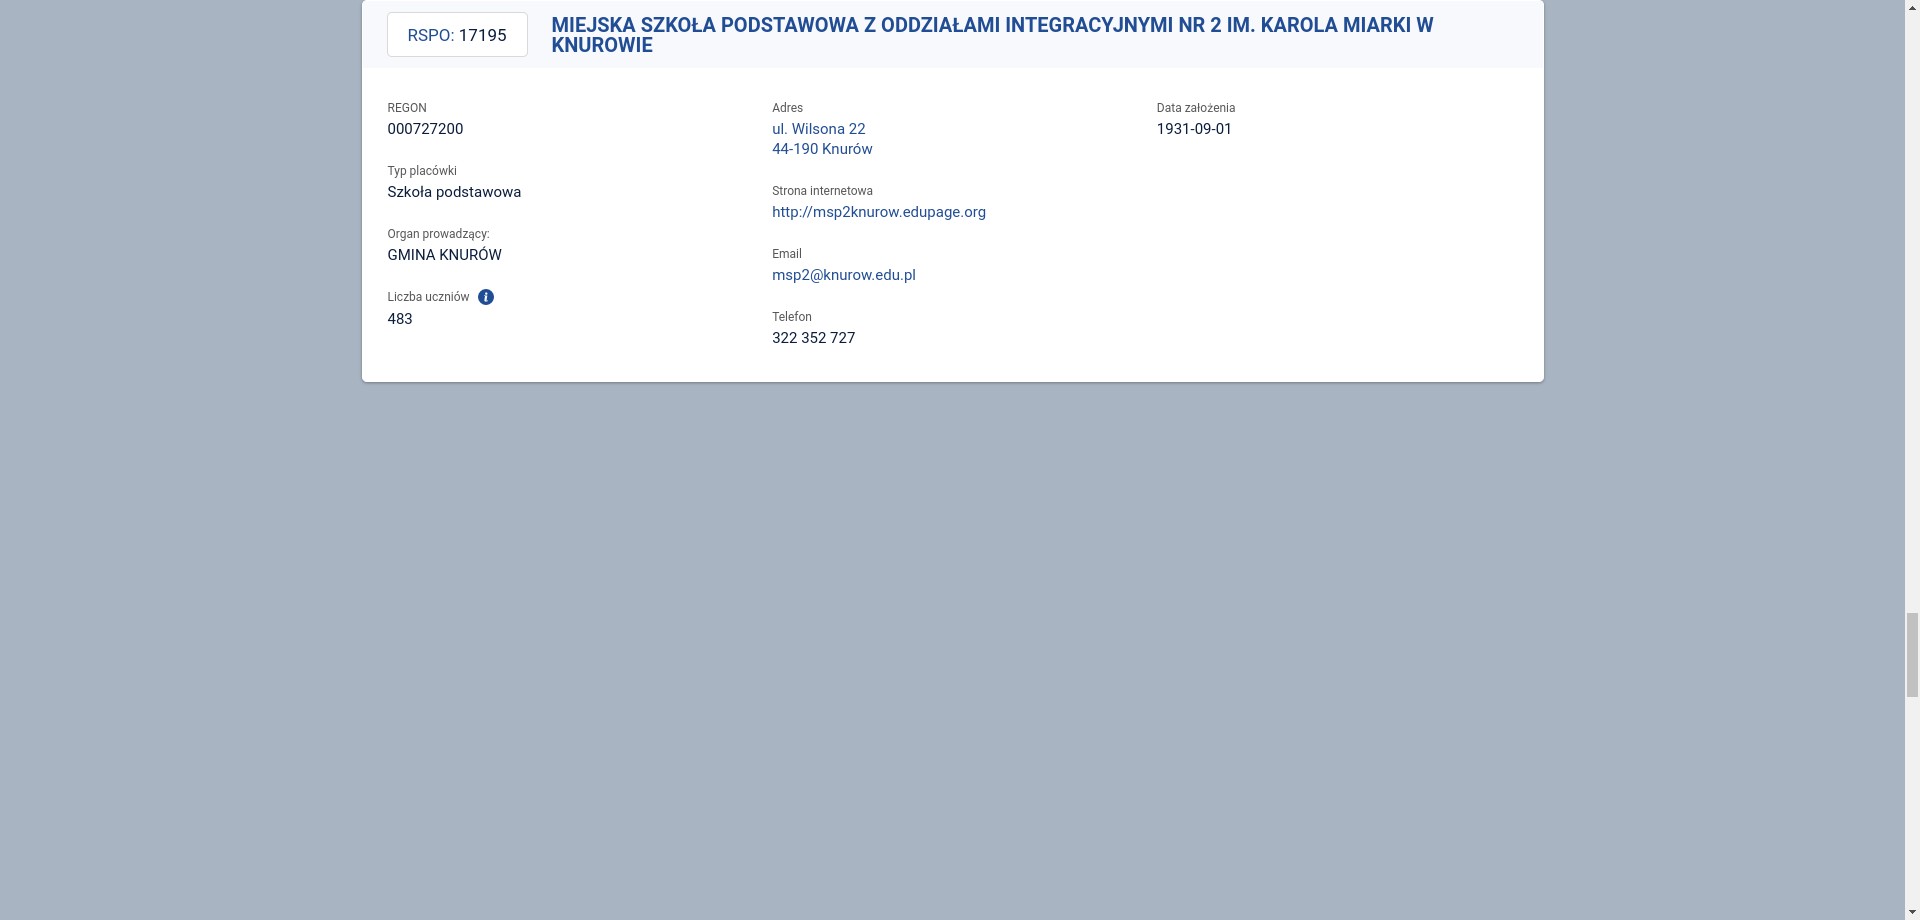 RSPO: 17195
MIEJSKA SZKOŁA PODSTAWOWA Z ODDZIAŁAMI INTEGRACYJNYMI NR 2 IM. KAROLA MIARKI W
KNUROWIE
REGON
000727200
Typ placówki
Szkoła podstawowa
Organ prowadzący:
GMINA KNURÓW
Liczba uczniów
483
Adres
ul. Wilsona 22
44-190 Knurów
Strona internetowa
http://msp2knurow.edupage.org
Email
msp2@knurow.edu.pl
Telefon
322 352 727
Data założenia
1931-09-01